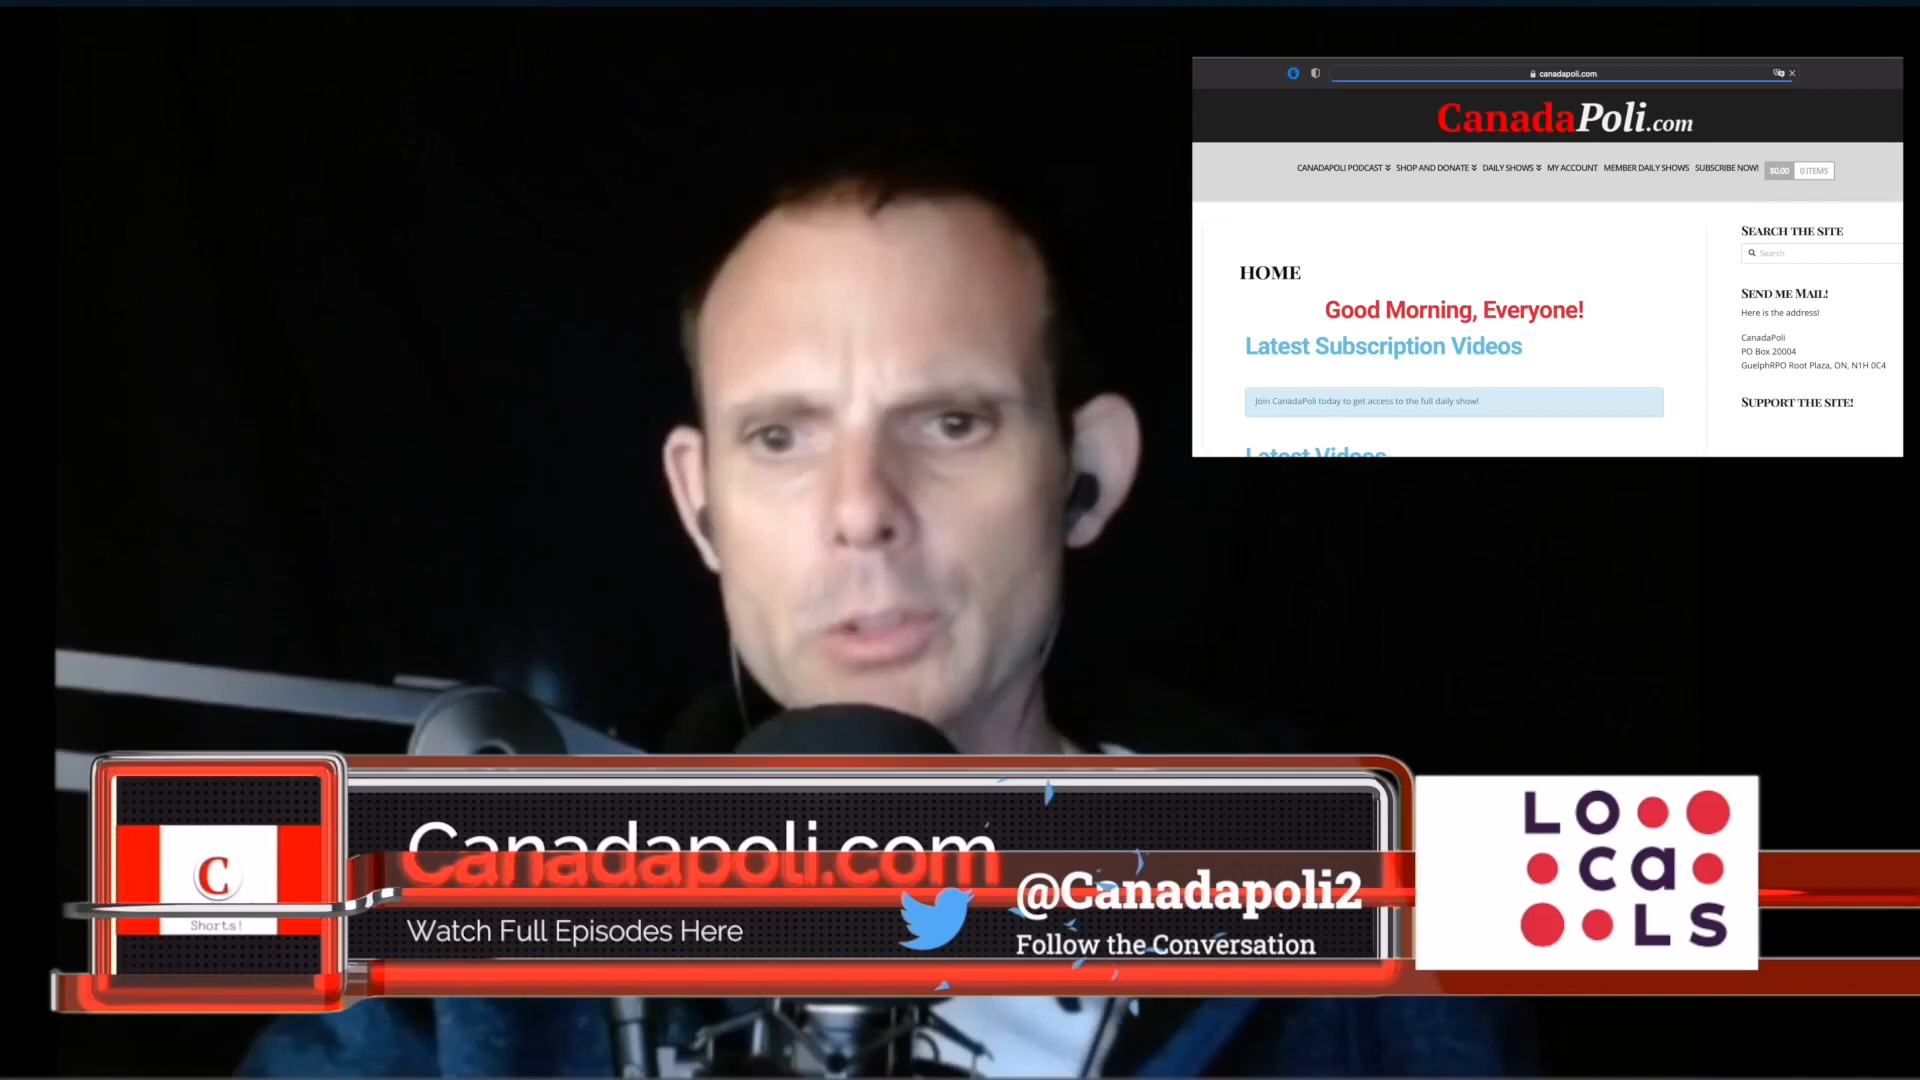 canadapoli.com
CanadaPoli.com
CANADAPOLI PODCAST SHOP AND DONATE DAILY SHOWS MY ACCOUNT MEMBER DAILY SHOWS SUBSCRIBE NOW! $0.00 0 ITEMS
HOME
Good Morning, Everyone!
Latest Subscription Videos
Join CanadaPoli today to get access to the full daily show!
Latest Videos
SEARCH THE SITE
Search
SEND ME MAIL!
Here is the address!
CanadaPoli
PO Box 20004
GuelphRPO Root Plaza, ON, N1H 0C4
SUPPORT THE SITE!
C
Shorts!
Canadapoli.com
Watch Full Episodes Here
@Canadapoli2
Follow the Conversation
LO
Ca
LS